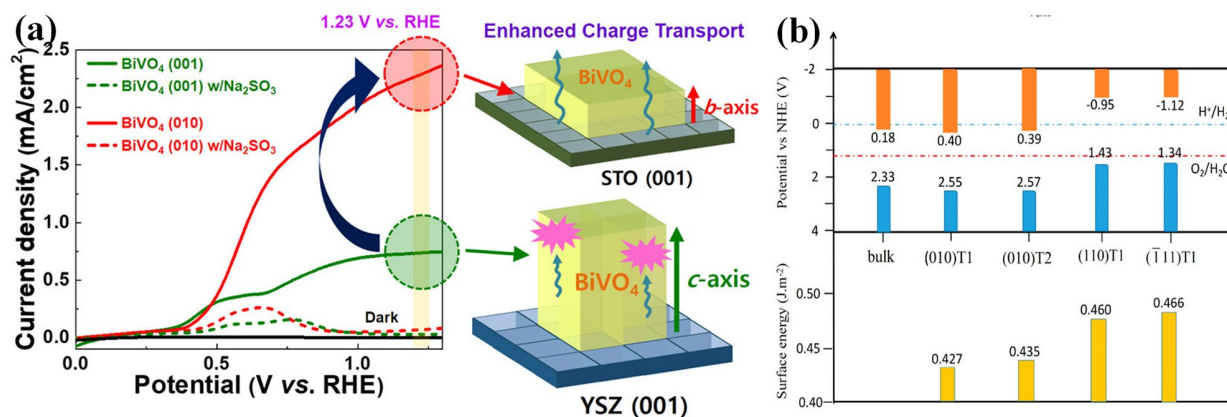 (a)
1.23 V vs. RHE
Enhanced Charge Transport
2.5
2.0
1.5
1.0
0.5
0.0
Current density (mA/cm²)
BiVO₄ (001)
BiVO₄ (001) w/Na₂SO₃
BiVO₄ (010)
BiVO₄ (010) w/Na₂SO₃
Dark
0.0
0.5
1.0
Potential (V vs. RHE)
BiVO₄
b-axis
STO (001)
BiVO₄
c-axis
YSZ (001)
(b)
Potential vs NHE (V)
-2
0
2
4
0.18
0.40
0.39
-0.95
-1.12
H⁺/H₂
2.33
2.55
2.57
1.43
1.34
O₂/H₂O
bulk
(010)T1
(010)T2
(110)T1
(1̅11)T1
Surface energy (J.m⁻²)
0.50
0.45
0.40
0.427
0.435
0.460
0.466